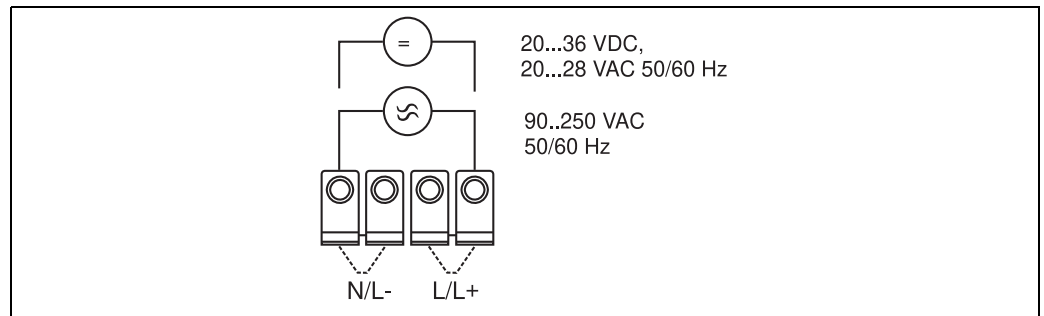 =
20...36 VDC,
20...28 VAC 50/60 Hz
90..250 VAC
50/60 Hz
N/L- L/L+